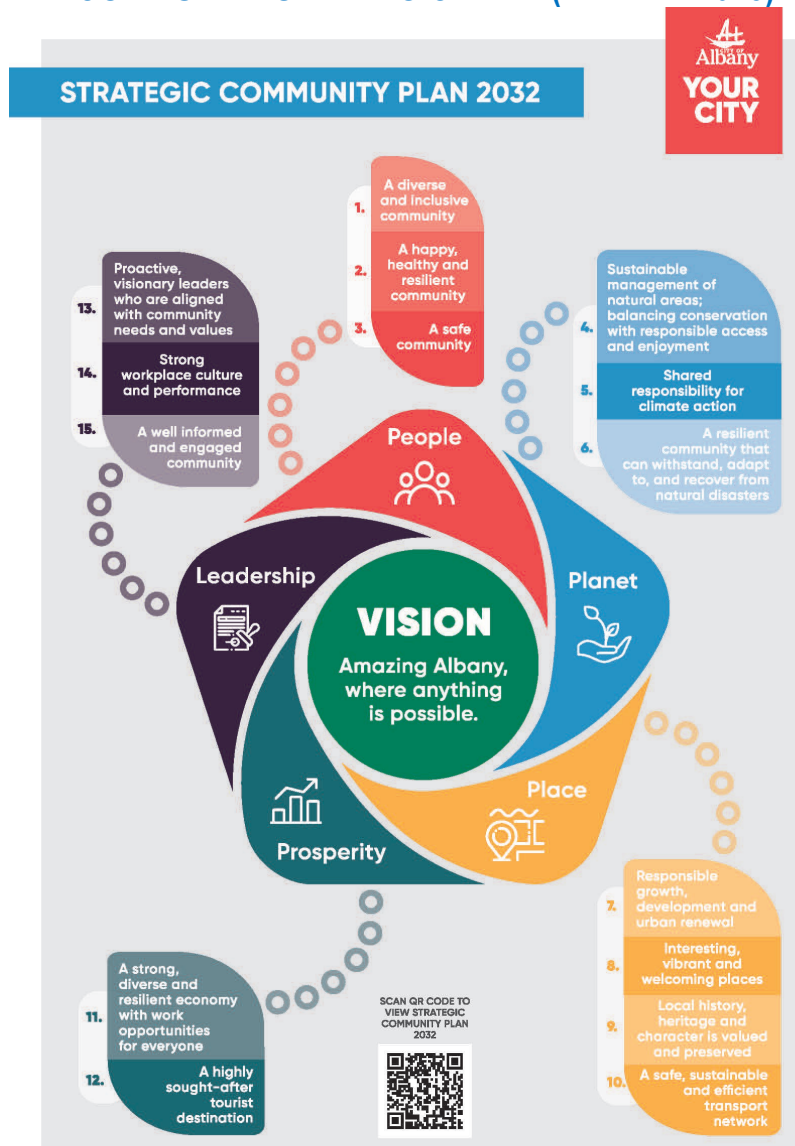 STRATEGIC COMMUNITY PLAN 2032
CITY OF
Albany
YOUR
CITY
1.
A diverse
and inclusive
community
2.
A happy,
healthy and
resilient
community
3.
A safe
community
13.
Proactive,
visionary leaders
who are aligned
with community
needs and values
14.
Strong
workplace culture
and performance
15.
A well informed
and engaged
community
4.
Sustainable
management of
natural areas;
balancing conservation
with responsible access
and enjoyment
5.
Shared
responsibility for
climate action
6.
A resilient
community that
can withstand, adapt
to, and recover from
natural disasters
People
Leadership
Planet
VISION
Amazing Albany,
where anything
is possible.
Place
Prosperity
7.
Responsible
growth,
development and
urban renewal
8.
Interesting,
vibrant and
welcoming places
9.
Local history,
heritage and
character is valued
and preserved
10.
A safe, sustainable
and efficient
transport
network
11.
A strong,
diverse and
resilient economy
with work
opportunities
for everyone
12.
A highly
sought-after
tourist
destination
SCAN QR CODE TO
VIEW STRATEGIC
COMMUNITY PLAN
2032